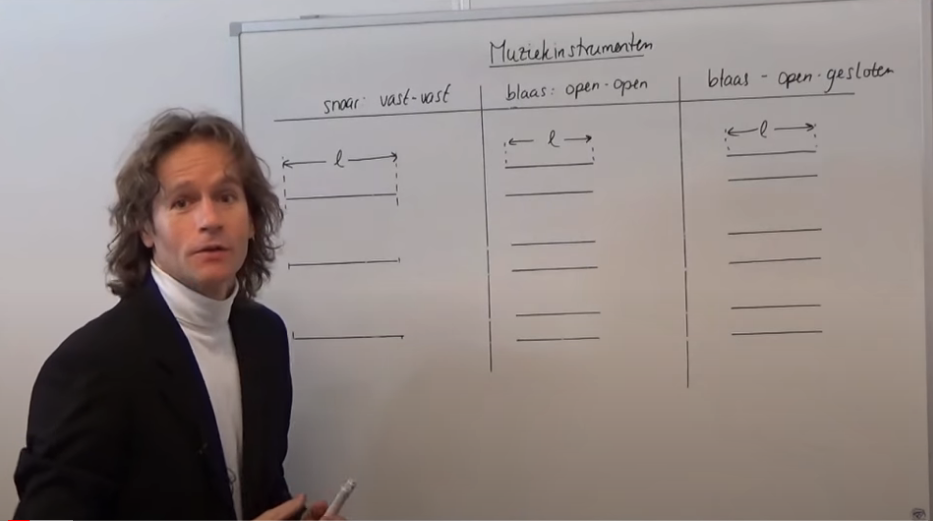 Muziekinstrumenten
snaar: vast-vast
blaas: open-open
blaas - open-gesloten
l
l
l